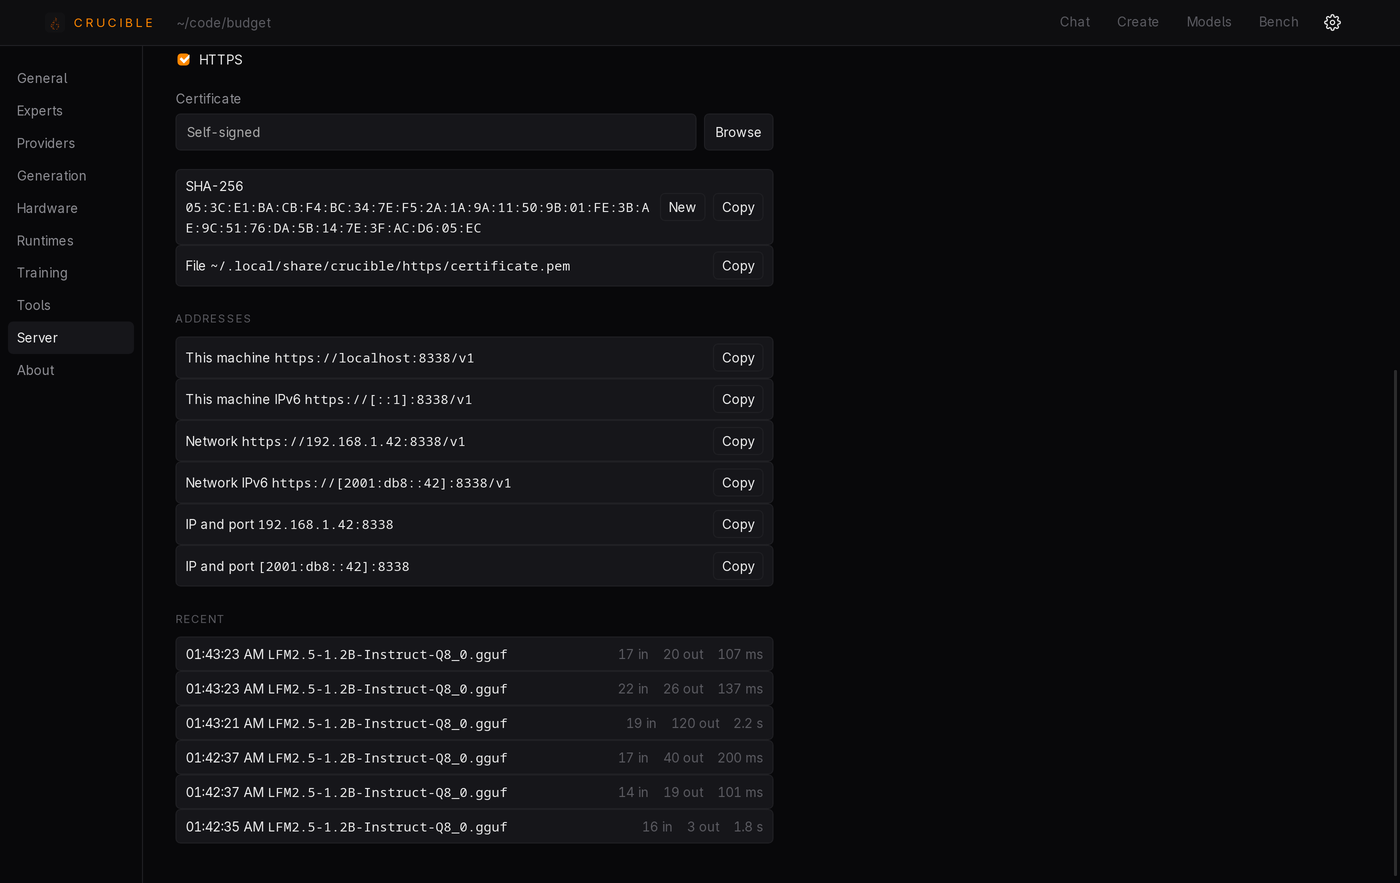 CRUCIBLE ~/code/budget Chat Create Models Bench
General
Experts
Providers
Generation
Hardware
Runtimes
Training
Tools
Server
About
HTTPS
Certificate
Self-signed Browse
SHA-256
05:3C:E1:BA:CB:F4:BC:34:7E:F5:2A:1A:9A:11:50:9B:01:FE:3B:A New Copy
E:9C:51:76:DA:5B:14:7E:3F:AC:D6:05:EC
File ~/.local/share/crucible/https/certificate.pem Copy
ADDRESSES
This machine https://localhost:8338/v1 Copy
This machine IPv6 https://[::1]:8338/v1 Copy
Network https://192.168.1.42:8338/v1 Copy
Network IPv6 https://[2001:db8::42]:8338/v1 Copy
IP and port 192.168.1.42:8338 Copy
IP and port [2001:db8::42]:8338 Copy
RECENT
01:43:23 AM LFM2.5-1.2B-Instruct-Q8_0.gguf 17 in 20 out 107 ms
01:43:23 AM LFM2.5-1.2B-Instruct-Q8_0.gguf 22 in 26 out 137 ms
01:43:21 AM LFM2.5-1.2B-Instruct-Q8_0.gguf 19 in 120 out 2.2 s
01:42:37 AM LFM2.5-1.2B-Instruct-Q8_0.gguf 17 in 40 out 200 ms
01:42:37 AM LFM2.5-1.2B-Instruct-Q8_0.gguf 14 in 19 out 101 ms
01:42:35 AM LFM2.5-1.2B-Instruct-Q8_0.gguf 16 in 3 out 1.8 s